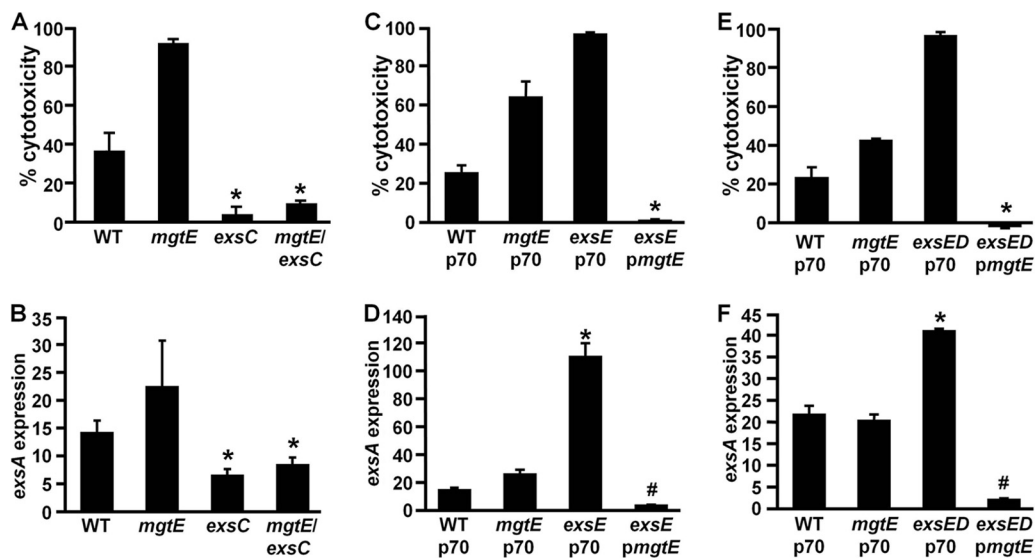 A
% cytotoxicity
100
80
60
40
20
0
* *
WT mgtE exsC mgtE/
exsC
C
% cytotoxicity
100
80
60
40
20
0
*
WT mgtE exsE exsE
p70 p70 p70 pmgtE
E
% cytotoxicity
100
80
60
40
20
0
*
WT mgtE exsED exsED
p70 p70 p70 pmgtE
B
exsA expression
35
30
25
20
15
10
5
0
* *
WT mgtE exsC mgtE/
exsC
D
exsA expression
140
120
100
80
60
40
20
0
* #
WT mgtE exsE exsE
p70 p70 p70 pmgtE
F
exsA expression
45
40
35
30
25
20
15
10
5
0
* #
WT mgtE exsED exsED
p70 p70 p70 pmgtE